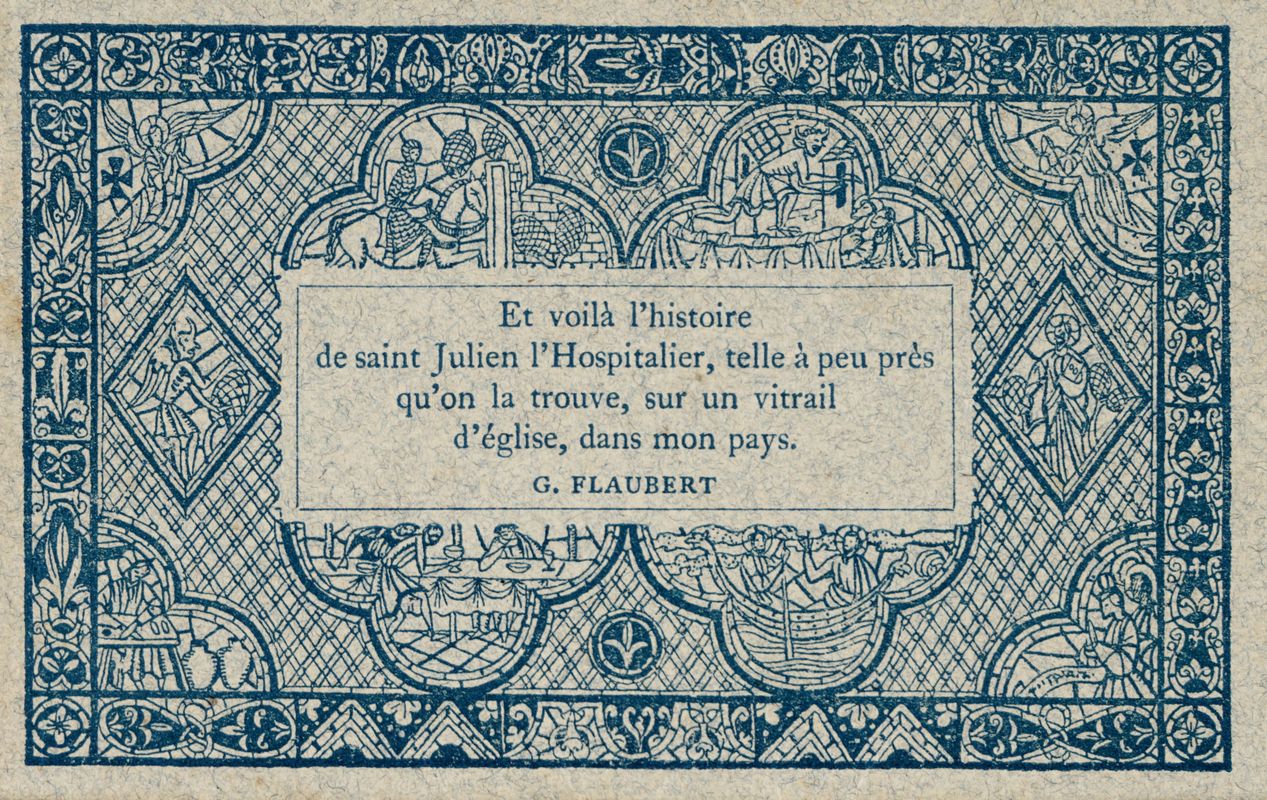 Et voilà l'histoire
de saint Julien l'Hospitalier, telle à peu près
qu'on la trouve, sur un vitrail
d'église, dans mon pays.
G. FLAUBERT